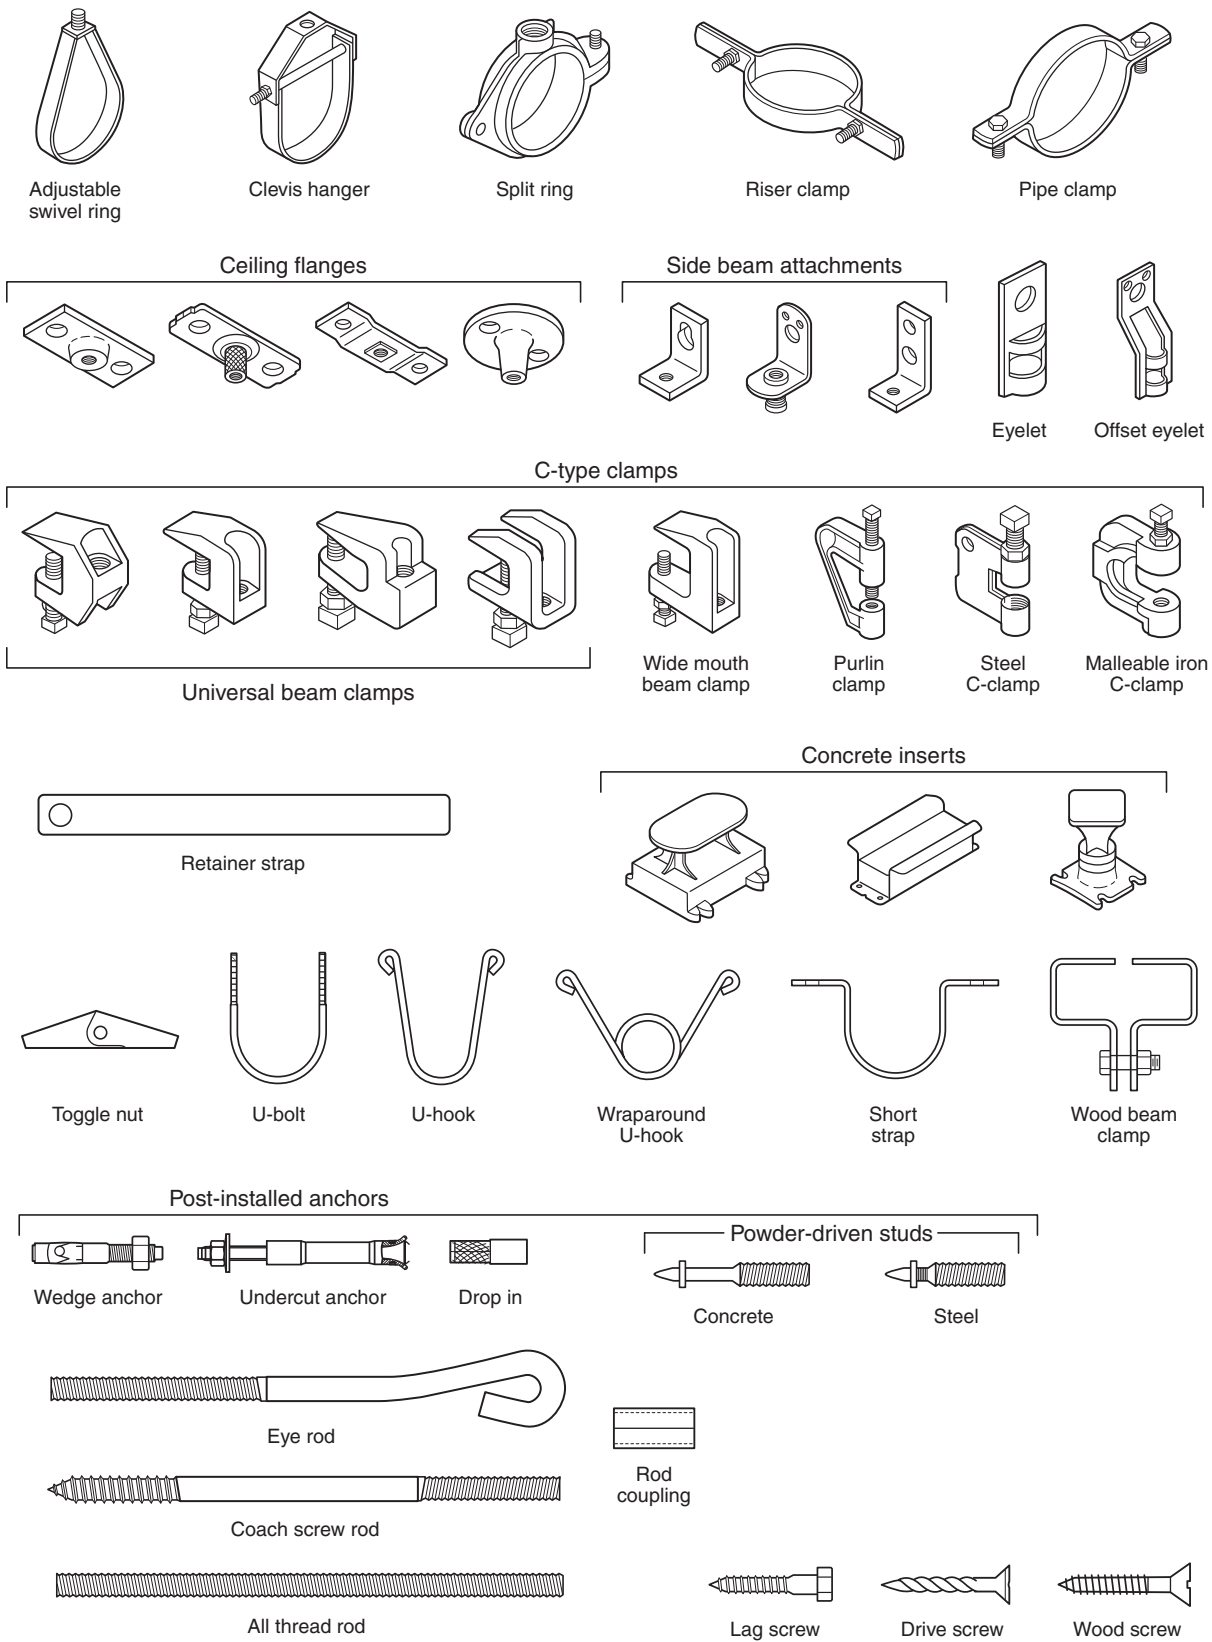 Adjustable
swivel ring
Clevis hanger
Split ring
Riser clamp
Pipe clamp
Ceiling flanges
Side beam attachments
Eyelet
Offset eyelet
C-type clamps
Universal beam clamps
Wide mouth
beam clamp
Purlin
clamp
Steel
C-clamp
Malleable iron
C-clamp
Concrete inserts
Retainer strap
Toggle nut
U-bolt
U-hook
Wraparound
U-hook
Short
strap
Wood beam
clamp
Post-installed anchors
Powder-driven studs
Wedge anchor
Undercut anchor
Drop in
Concrete
Steel
Eye rod
Rod
coupling
Coach screw rod
All thread rod
Lag screw
Drive screw
Wood screw